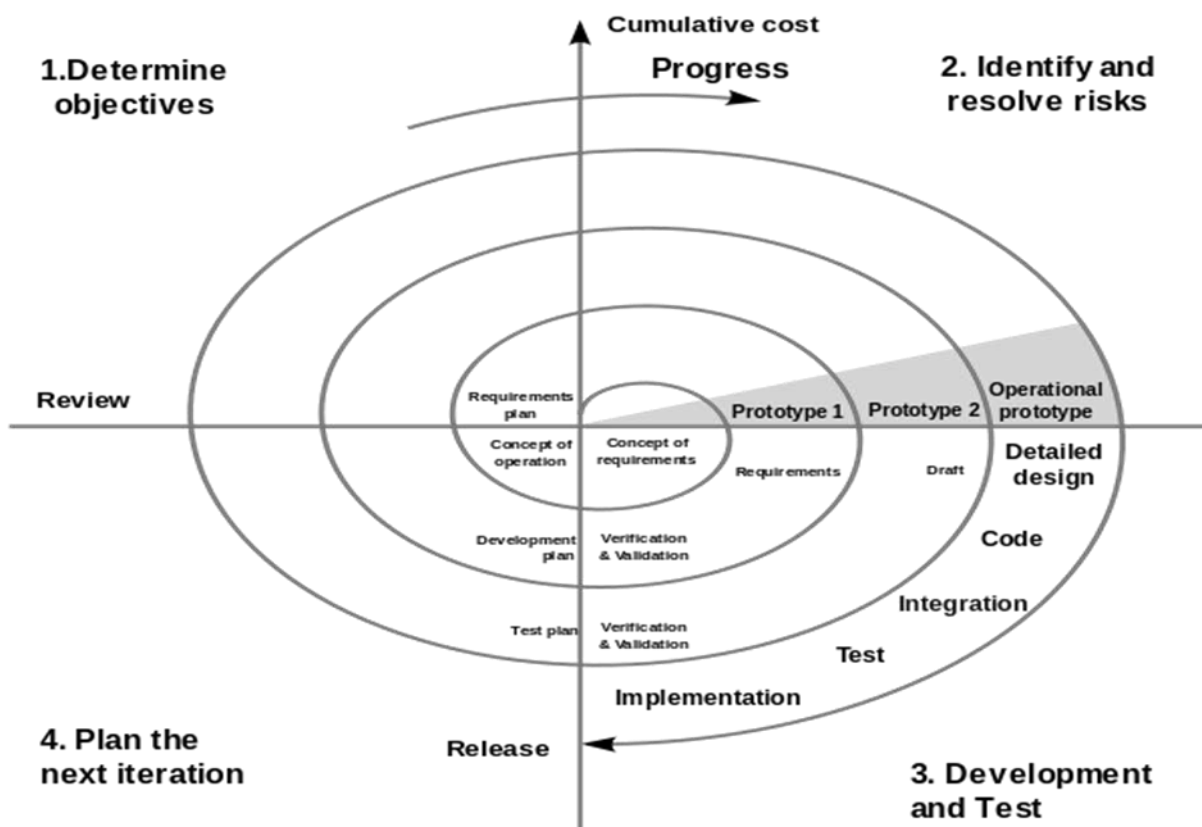 Cumulative cost
Progress
1.Determine
objectives
2. Identify and
resolve risks
Review
Requirements
plan
Concept of
operation
Concept of
requirements
Prototype 1
Prototype 2
Operational
prototype
Requirements
Draft
Detailed
design
Development
plan
Verification
& Validation
Code
Integration
Test plan
Verification
& Validation
Test
Implementation
Release
4. Plan the
next iteration
3. Development
and Test